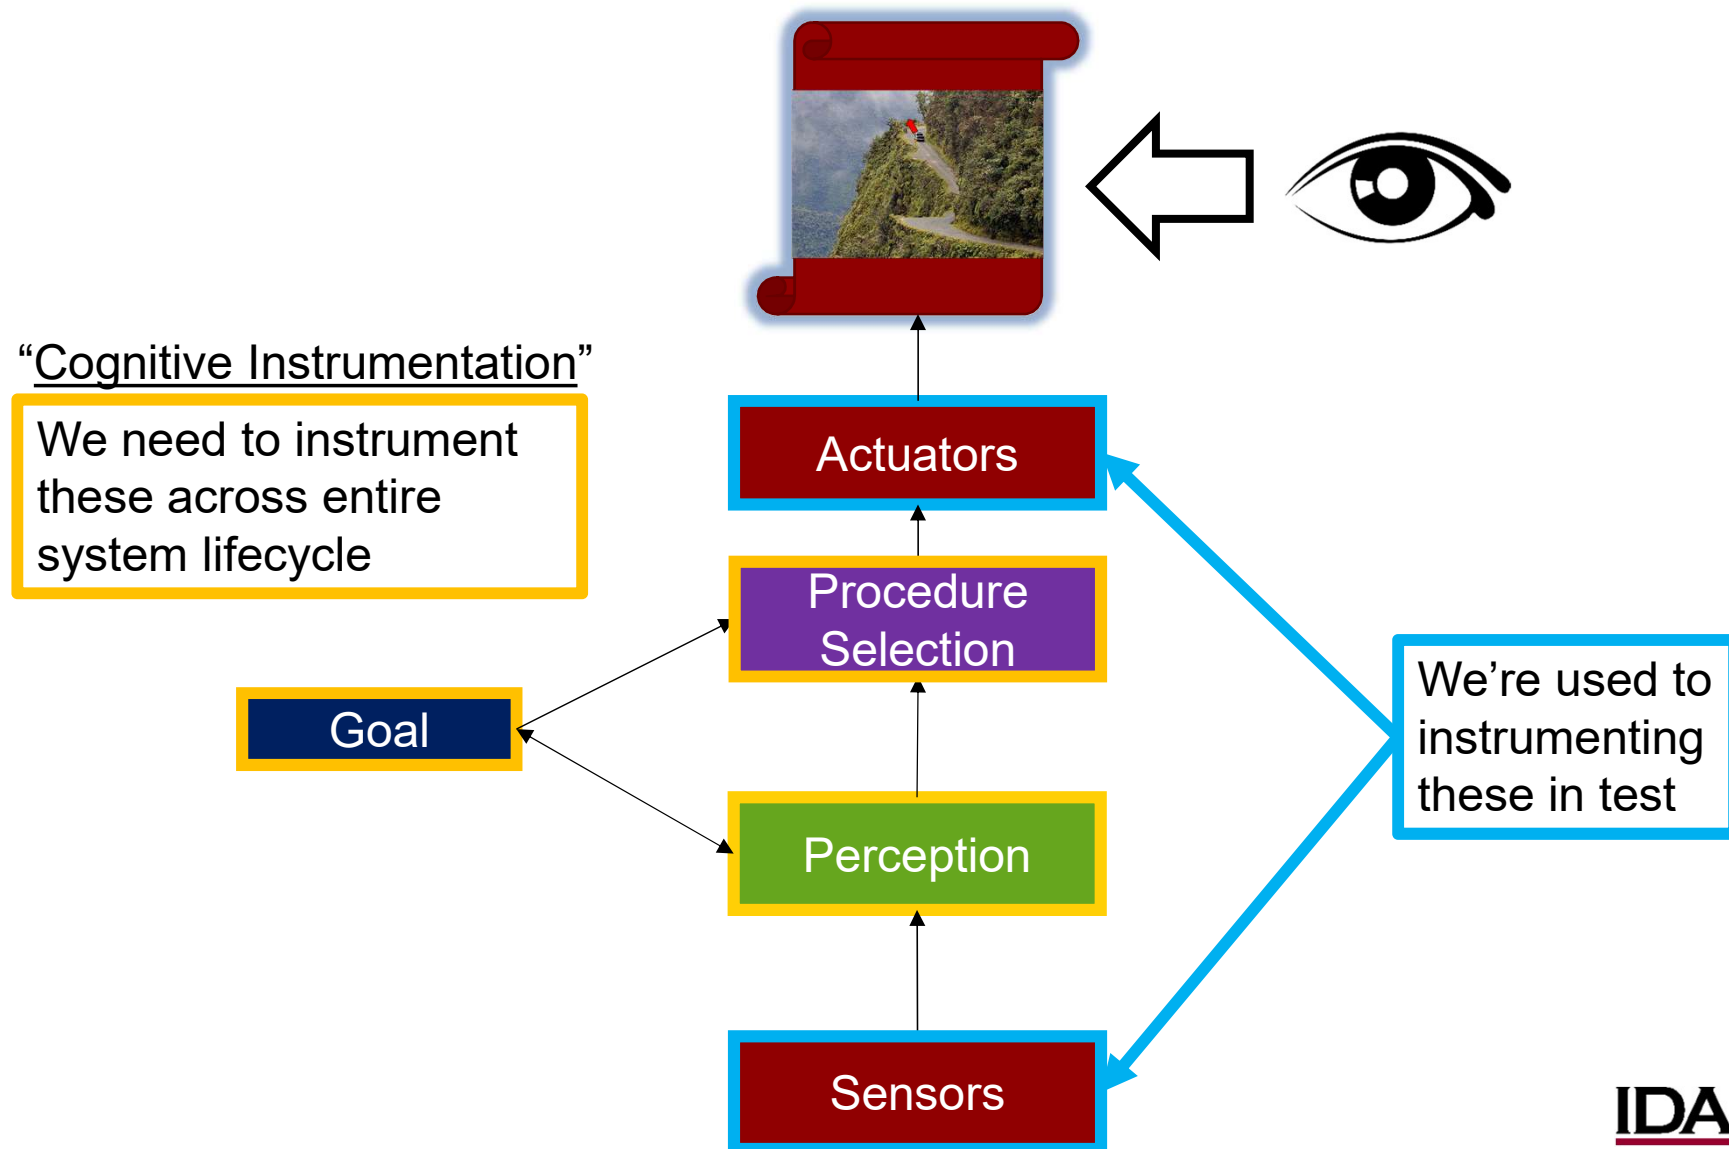 “Cognitive Instrumentation”
We need to instrument
these across entire
system lifecycle
Actuators
Procedure
Selection
Goal
We’re used to
instrumenting
these in test
Perception
Sensors
IDA